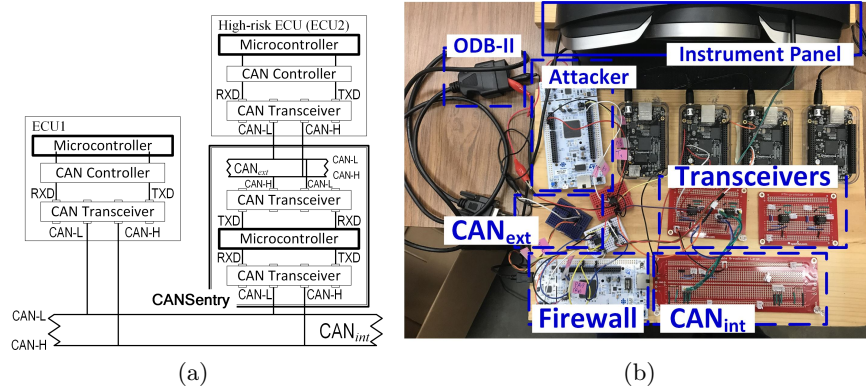 High-risk ECU (ECU2)
Microcontroller
CAN Controller
RXD TXD
CAN Transceiver
CAN-L CAN-H
ECU1
Microcontroller
CAN Controller
RXD TXD
CAN Transceiver
CAN-L CAN-H
CANext
CAN-L
CAN-H
CAN-H CAN-L
CAN Transceiver
TXD RXD
Microcontroller
RXD TXD
CAN Transceiver
CAN-L CAN-H
CANSentry
CAN-L
CANint
CAN-H
(a)
ODB-II
Instrument Panel
Attacker
Transceivers
CANext
Firewall
CANint
(b)